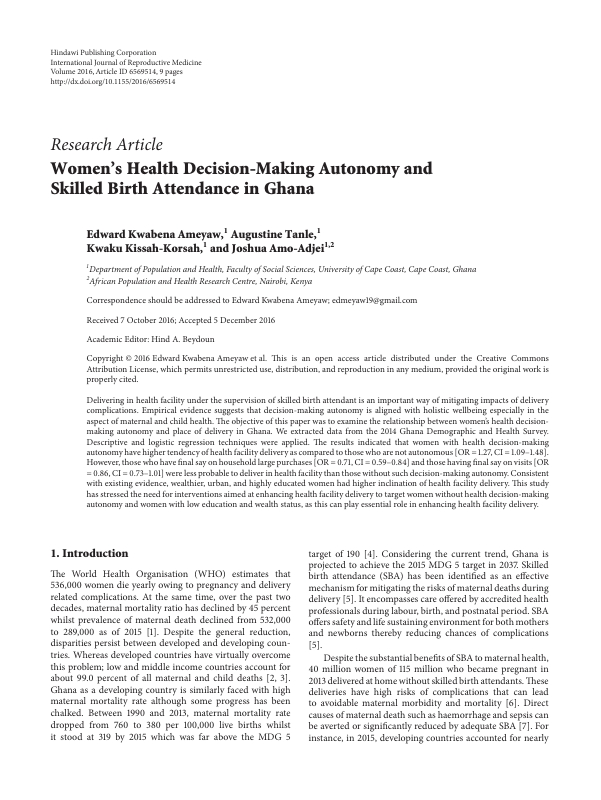 Hindawi Publishing Corporation
International Journal of Reproductive Medicine
Volume 2016, Article ID 6569514, 9 pages
http://dx.doi.org/10.1155/2016/6569514
Research Article
Women's Health Decision-Making Autonomy and
Skilled Birth Attendance in Ghana
Edward Kwabena Ameyaw,1 Augustine Tanle,1
Kwaku Kissah-Korsah,1 and Joshua Amo-Adjei1,2
1Department of Population and Health, Faculty of Social Sciences, University of Cape Coast, Cape Coast, Ghana
2African Population and Health Research Centre, Nairobi, Kenya
Correspondence should be addressed to Edward Kwabena Ameyaw; edmeyaw19@gmail.com
Received 7 October 2016; Accepted 5 December 2016
Academic Editor: Hind A. Beydoun
Copyright © 2016 Edward Kwabena Ameyaw et al. This is an open access article distributed under the Creative Commons
Attribution License, which permits unrestricted use, distribution, and reproduction in any medium, provided the original work is
properly cited.
Delivering in health facility under the supervision of skilled birth attendant is an important way of mitigating impacts of delivery
complications. Empirical evidence suggests that decision-making autonomy is aligned with holistic wellbeing especially in the
aspect of maternal and child health. The objective of this paper was to examine the relationship between women's health decision-
making autonomy and place of delivery in Ghana. We extracted data from the 2014 Ghana Demographic and Health Survey.
Descriptive and logistic regression techniques were applied. The results indicated that women with health decision-making
autonomy have higher tendency of health facility delivery as compared to those who are not autonomous [OR = 1.27, CI = 1.09–1.48].
However, those who have final say on household large purchases [OR = 0.71, CI = 0.59–0.84] and those having final say on visits [OR
= 0.86, CI = 0.73–1.01] were less probable to deliver in health facility than those without such decision-making autonomy. Consistent
with existing evidence, wealthier, urban, and highly educated women had higher inclination of health facility delivery. This study
has stressed the need for interventions aimed at enhancing health facility delivery to target women without health decision-making
autonomy and women with low education and wealth status, as this can play essential role in enhancing health facility delivery.
1. Introduction
The World Health Organisation (WHO) estimates that
536,000 women die yearly owing to pregnancy and delivery
related complications. At the same time, over the past two
decades, maternal mortality ratio has declined by 45 percent
whilst prevalence of maternal death declined from 532,000
to 289,000 as of 2015 [1]. Despite the general reduction,
disparities persist between developed and developing coun-
tries. Whereas developed countries have virtually overcome
this problem; low and middle income countries account for
about 99.0 percent of all maternal and child deaths [2, 3].
Ghana as a developing country is similarly faced with high
maternal mortality rate although some progress has been
chalked. Between 1990 and 2013, maternal mortality rate
dropped from 760 to 380 per 100,000 live births whilst
it stood at 319 by 2015 which was far above the MDG 5
target of 190 [4]. Considering the current trend, Ghana is
projected to achieve the 2015 MDG 5 target in 2037. Skilled
birth attendance (SBA) has been identified as an effective
mechanism for mitigating the risks of maternal deaths during
delivery [5]. It encompasses care offered by accredited health
professionals during labour, birth, and postnatal period. SBA
offers safety and life sustaining environment for both mothers
and newborns thereby reducing chances of complications
[5].
Despite the substantial benefits of SBA to maternal health,
40 million women of 115 million who became pregnant in
2013 delivered at home without skilled birth attendants. These
deliveries have high risks of complications that can lead
to avoidable maternal morbidity and mortality [6]. Direct
causes of maternal death such as haemorrhage and sepsis can
be averted or significantly reduced by adequate SBA [7]. For
instance, in 2015, developing countries accounted for nearly